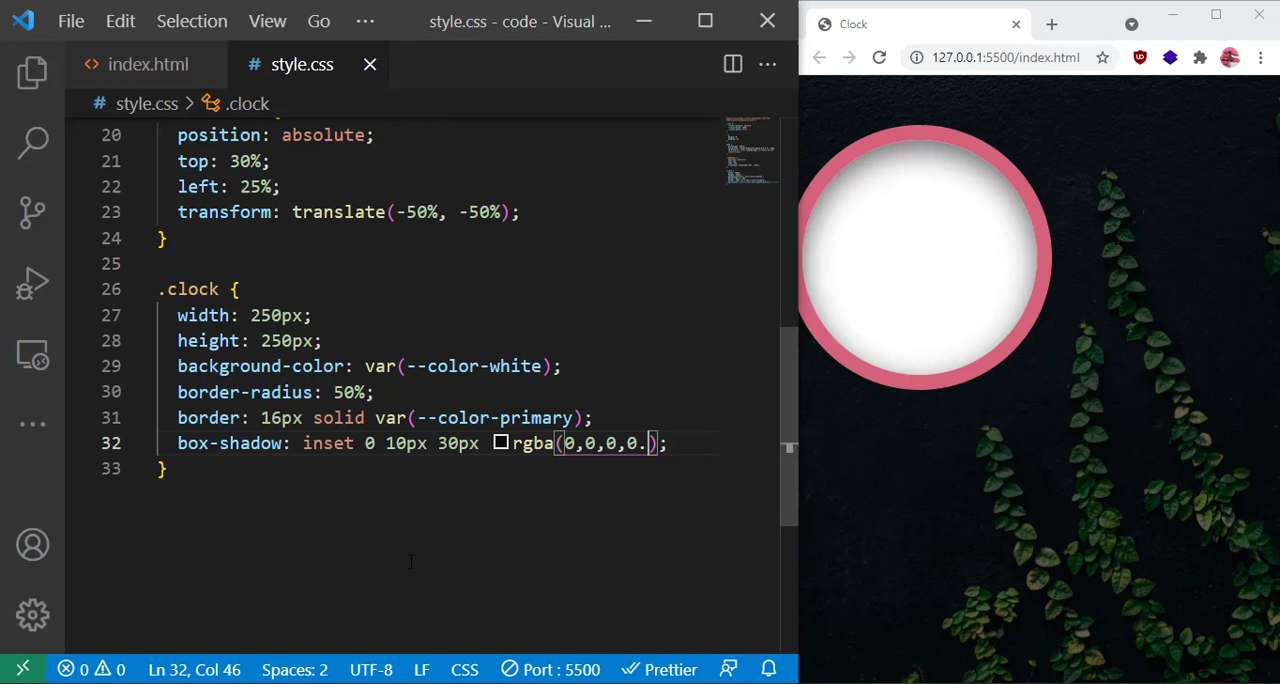 File Edit Selection View Go ··· style.css - code - Visual ...
index.html # style.css
# style.css > .clock
20 position: absolute;
21 top: 30%;
22 left: 25%;
23 transform: translate(-50%, -50%);
24 }
25
26 .clock {
27 width: 250px;
28 height: 250px;
29 background-color: var(--color-white);
30 border-radius: 50%;
31 border: 16px solid var(--color-primary);
32 box-shadow: inset 0 10px 30px rgba(0,0,0,0.);
33 }
0 0 Ln 32, Col 46 Spaces: 2 UTF-8 LF CSS Port : 5500 Prettier
Clock
127.0.0.1:5500/index.html